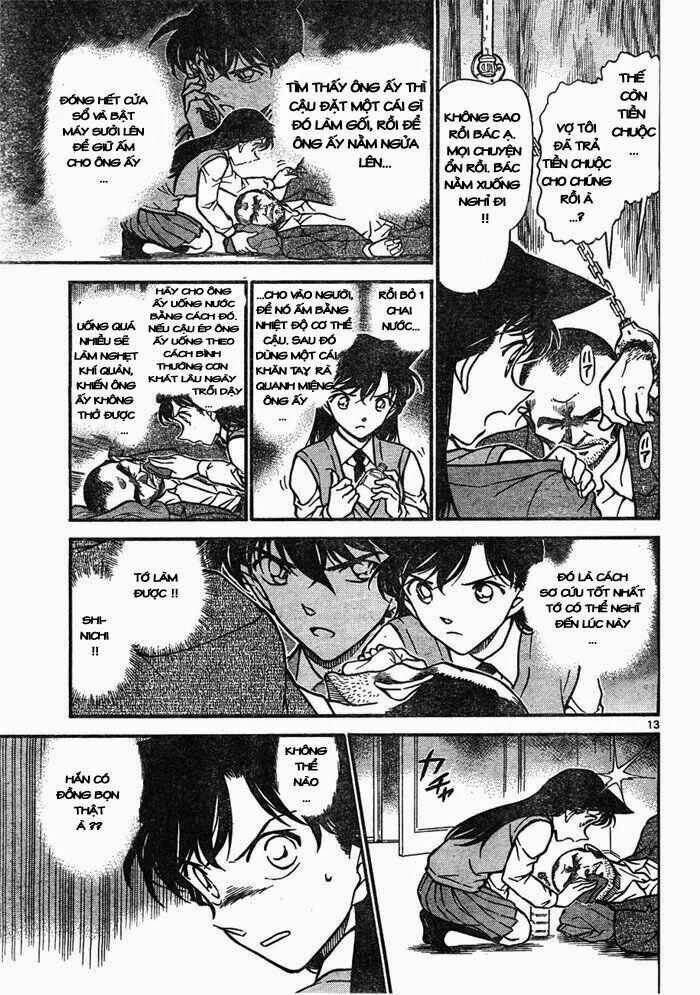 THẾ
CÒN
TIỀN
CHUỘC
VỢ TÔI
ĐÃ TRẢ
TIỀN CHUỘC
CHO CHÚNG
RỒI À
...?
KHÔNG SAO
RỒI BÁC Ạ.
MỌI CHUYỆN
ỔN RỒI. BÁC
NẰM XUỐNG
NGHỈ ĐI
!!
TÌM THẤY ÔNG ẤY THÌ
CẬU ĐẶT MỘT CÁI GÌ
ĐÓ LÀM GỐI, RỒI ĐỂ
ÔNG ẤY NẰM NGỬA
LÊN...
ĐÓNG HẾT CỬA
SỔ VÀ BẬT
MÁY SƯỞI LÊN
ĐỂ GIỮ ẤM
CHO ÔNG ẤY
...
RỒI BỎ 1
CHAI
NƯỚC...
...CHO VÀO NGƯỜI,
ĐỂ NÓ ẤM BẰNG
NHIỆT ĐỘ CƠ THỂ
CẬU. SAU ĐÓ
DÙNG MỘT CÁI
KHĂN TAY RÀ
QUANH MIỆNG
ÔNG ẤY
...
HÃY CHO ÔNG
ẤY UỐNG NƯỚC
BẰNG CÁCH ĐÓ.
NẾU CẬU ÉP ÔNG
ẤY UỐNG THEO
CÁCH BÌNH
THƯỜNG CƠN
KHÁT LÂU NGÀY
TRỖI DẬY
UỐNG QUÁ
NHIỀU SẼ
LÀM NGHẸT
KHÍ QUẢN,
KHIẾN ÔNG
ẤY KHÔNG
THỞ ĐƯỢC
...
ĐÓ LÀ CÁCH
SƠ CỨU TỐT NHẤT
TỚ CÓ THỂ NGHĨ
ĐẾN LÚC NÀY
...
TỚ LÀM
ĐƯỢC !!
SHI-
NICHI
!!
13
KHÔNG
THỂ
NÀO
...
HẮN CÓ
ĐỒNG BỌN
THẬT
À ??